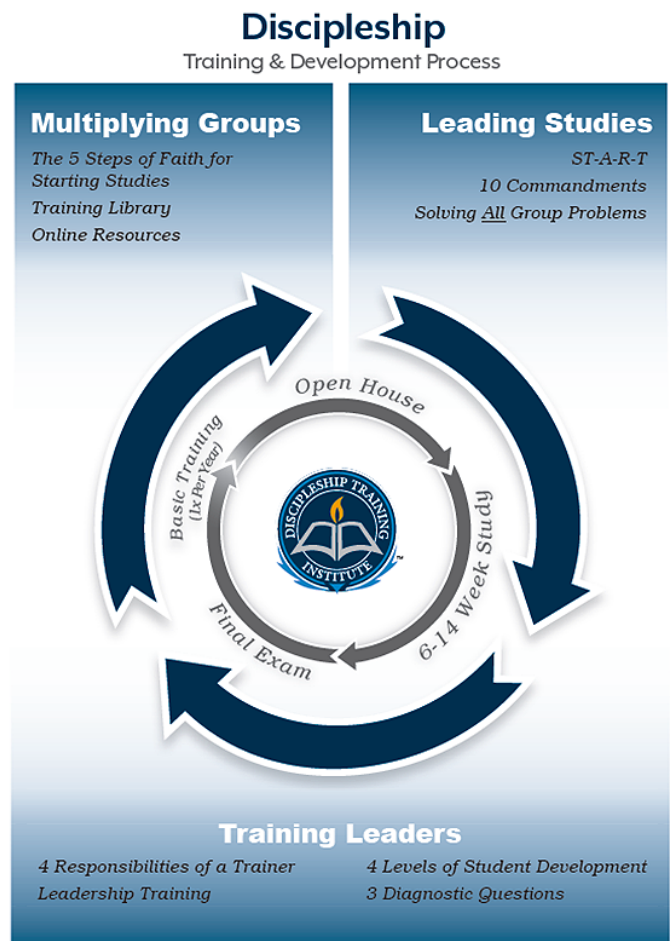 Discipleship
Training & Development Process
Multiplying Groups
The 5 Steps of Faith for
Starting Studies
Training Library
Online Resources
Leading Studies
ST-A-R-T
10 Commandments
Solving All Group Problems
Open House
6-14 Week Study
Final Exam
Basic Training
(1x Per Year)
DISCIPLESHIP TRAINING
INSTITUTE
™
Training Leaders
4 Responsibilities of a Trainer
Leadership Training
4 Levels of Student Development
3 Diagnostic Questions